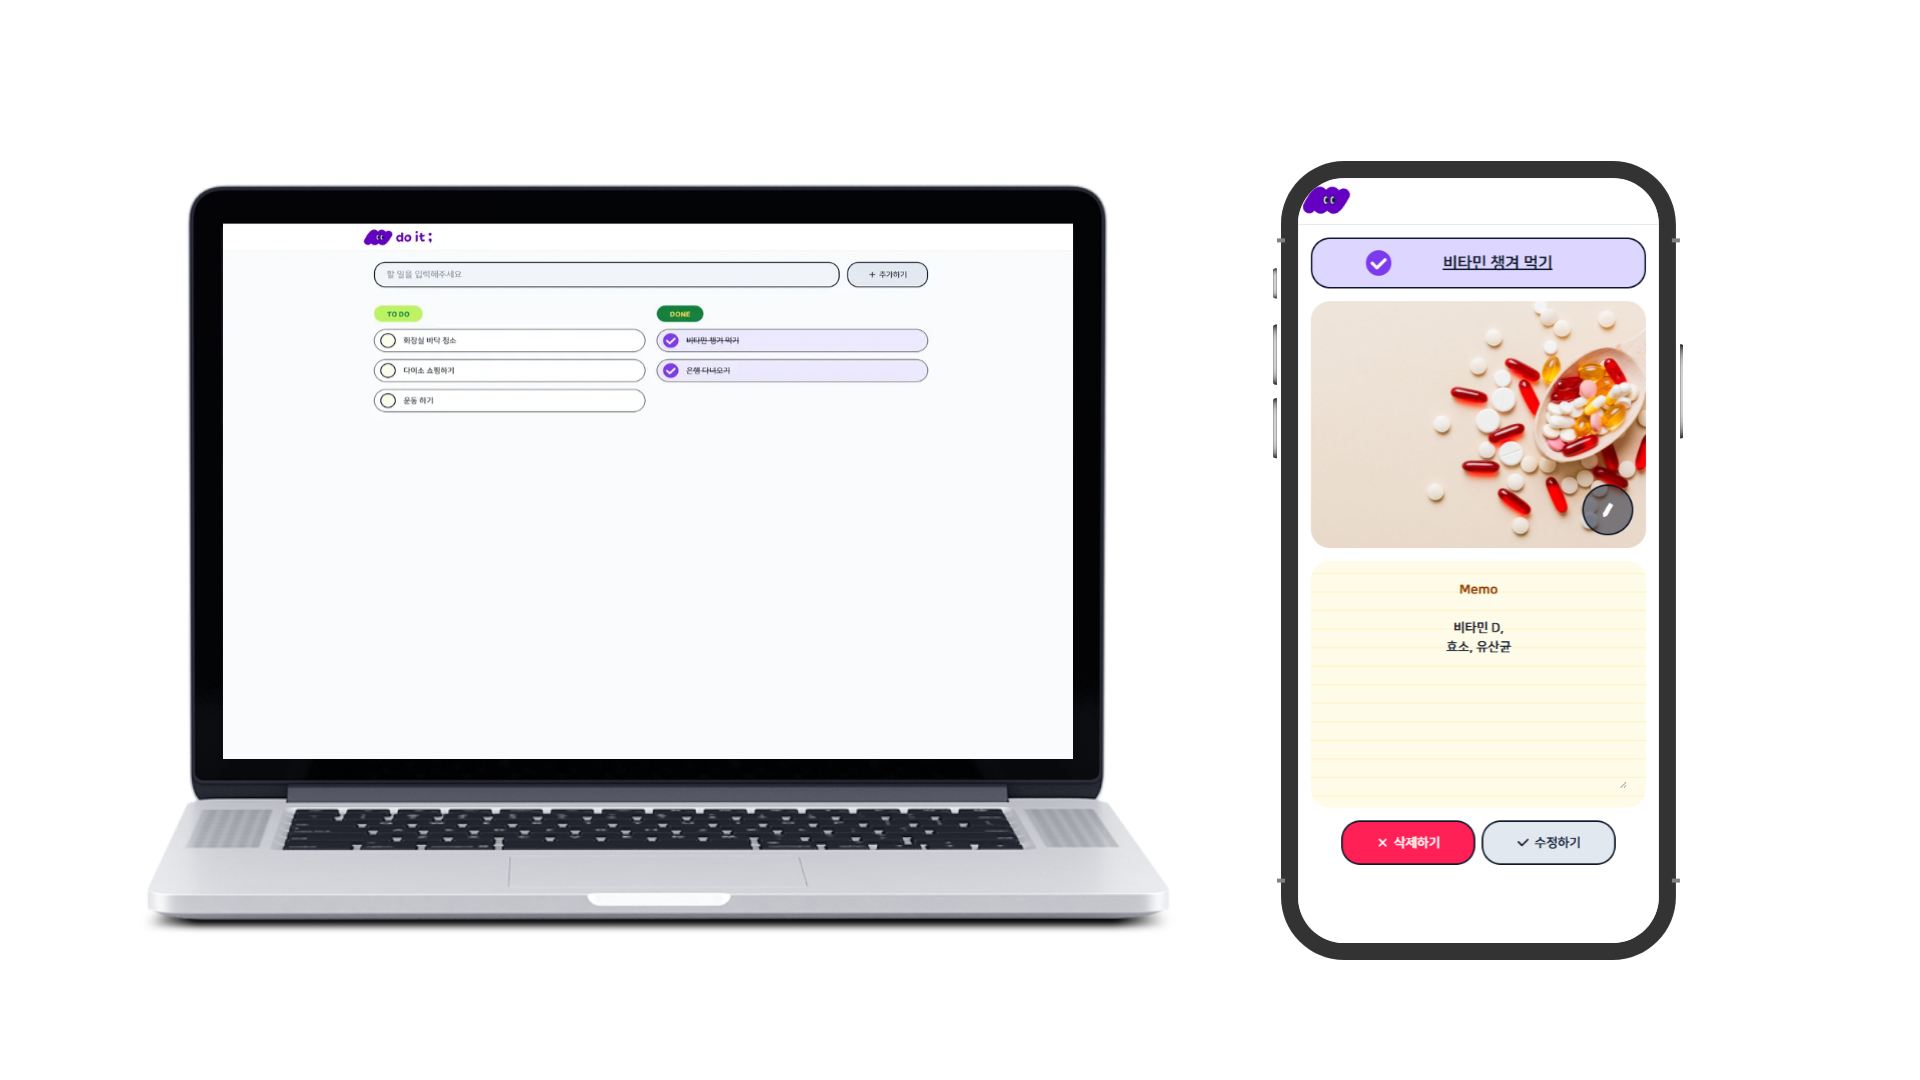 do it ;
할 일을 입력해주세요
+ 추가하기
TO DO
화장실 바닥 청소
다이소 쇼핑하기
운동 하기
DONE
비타민 챙겨 먹기
은행 다녀오기
비타민 챙겨 먹기
Memo
비타민 D,
효소, 유산균
삭제하기
수정하기